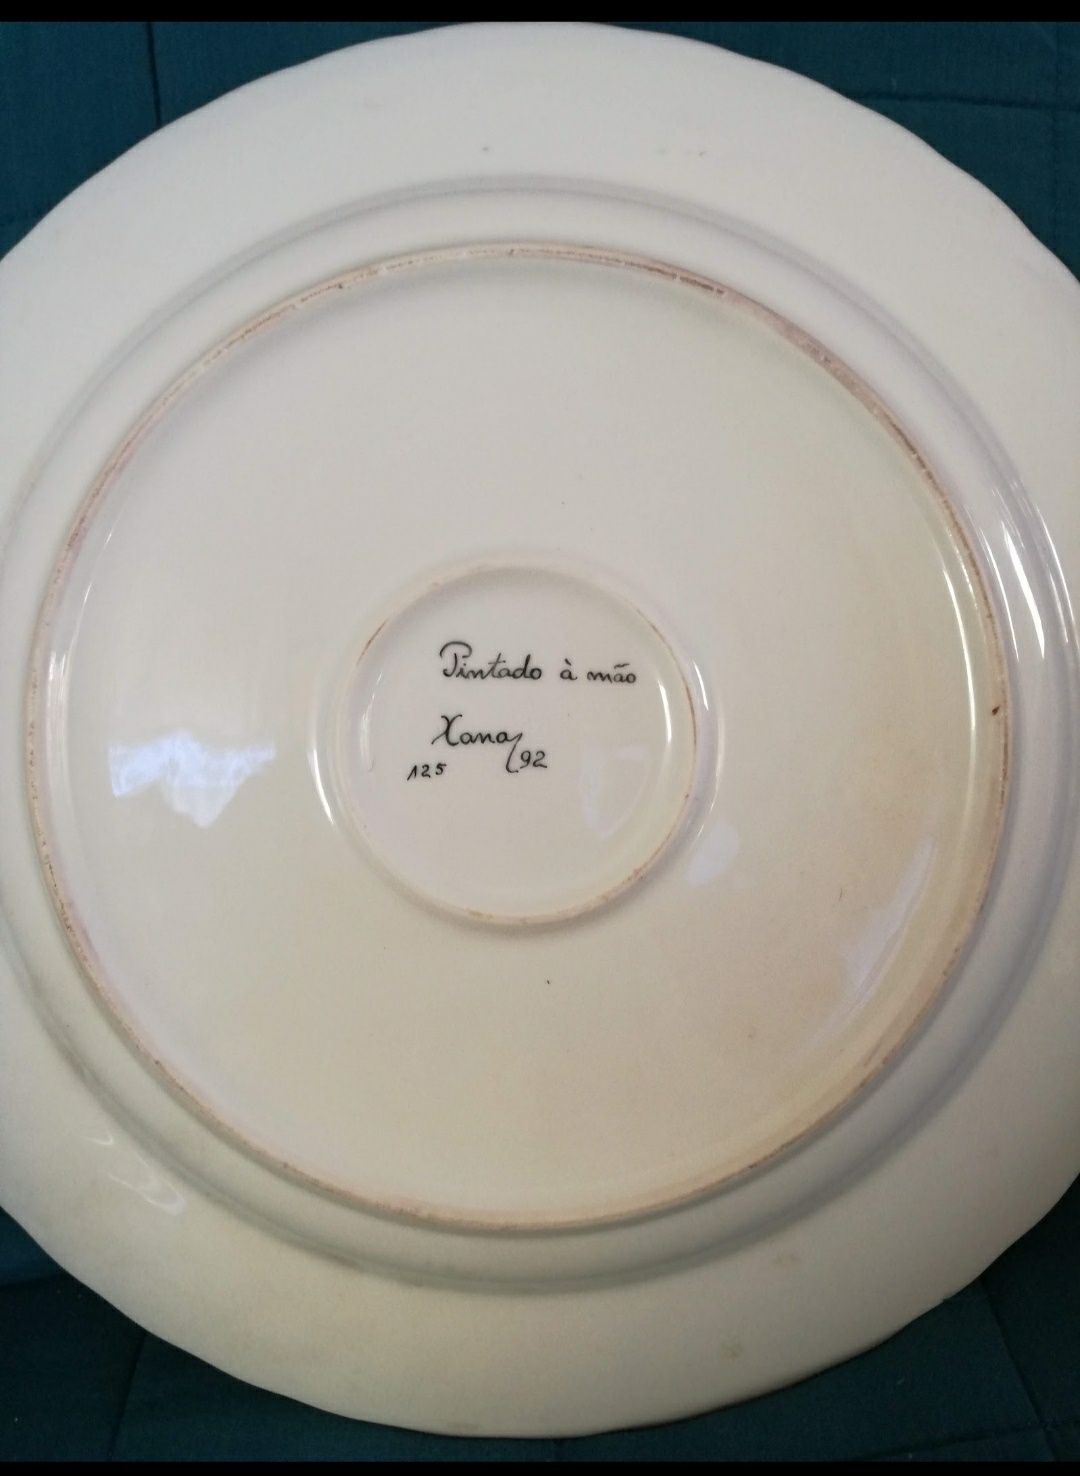 Pintado à mão
Xana
125 92